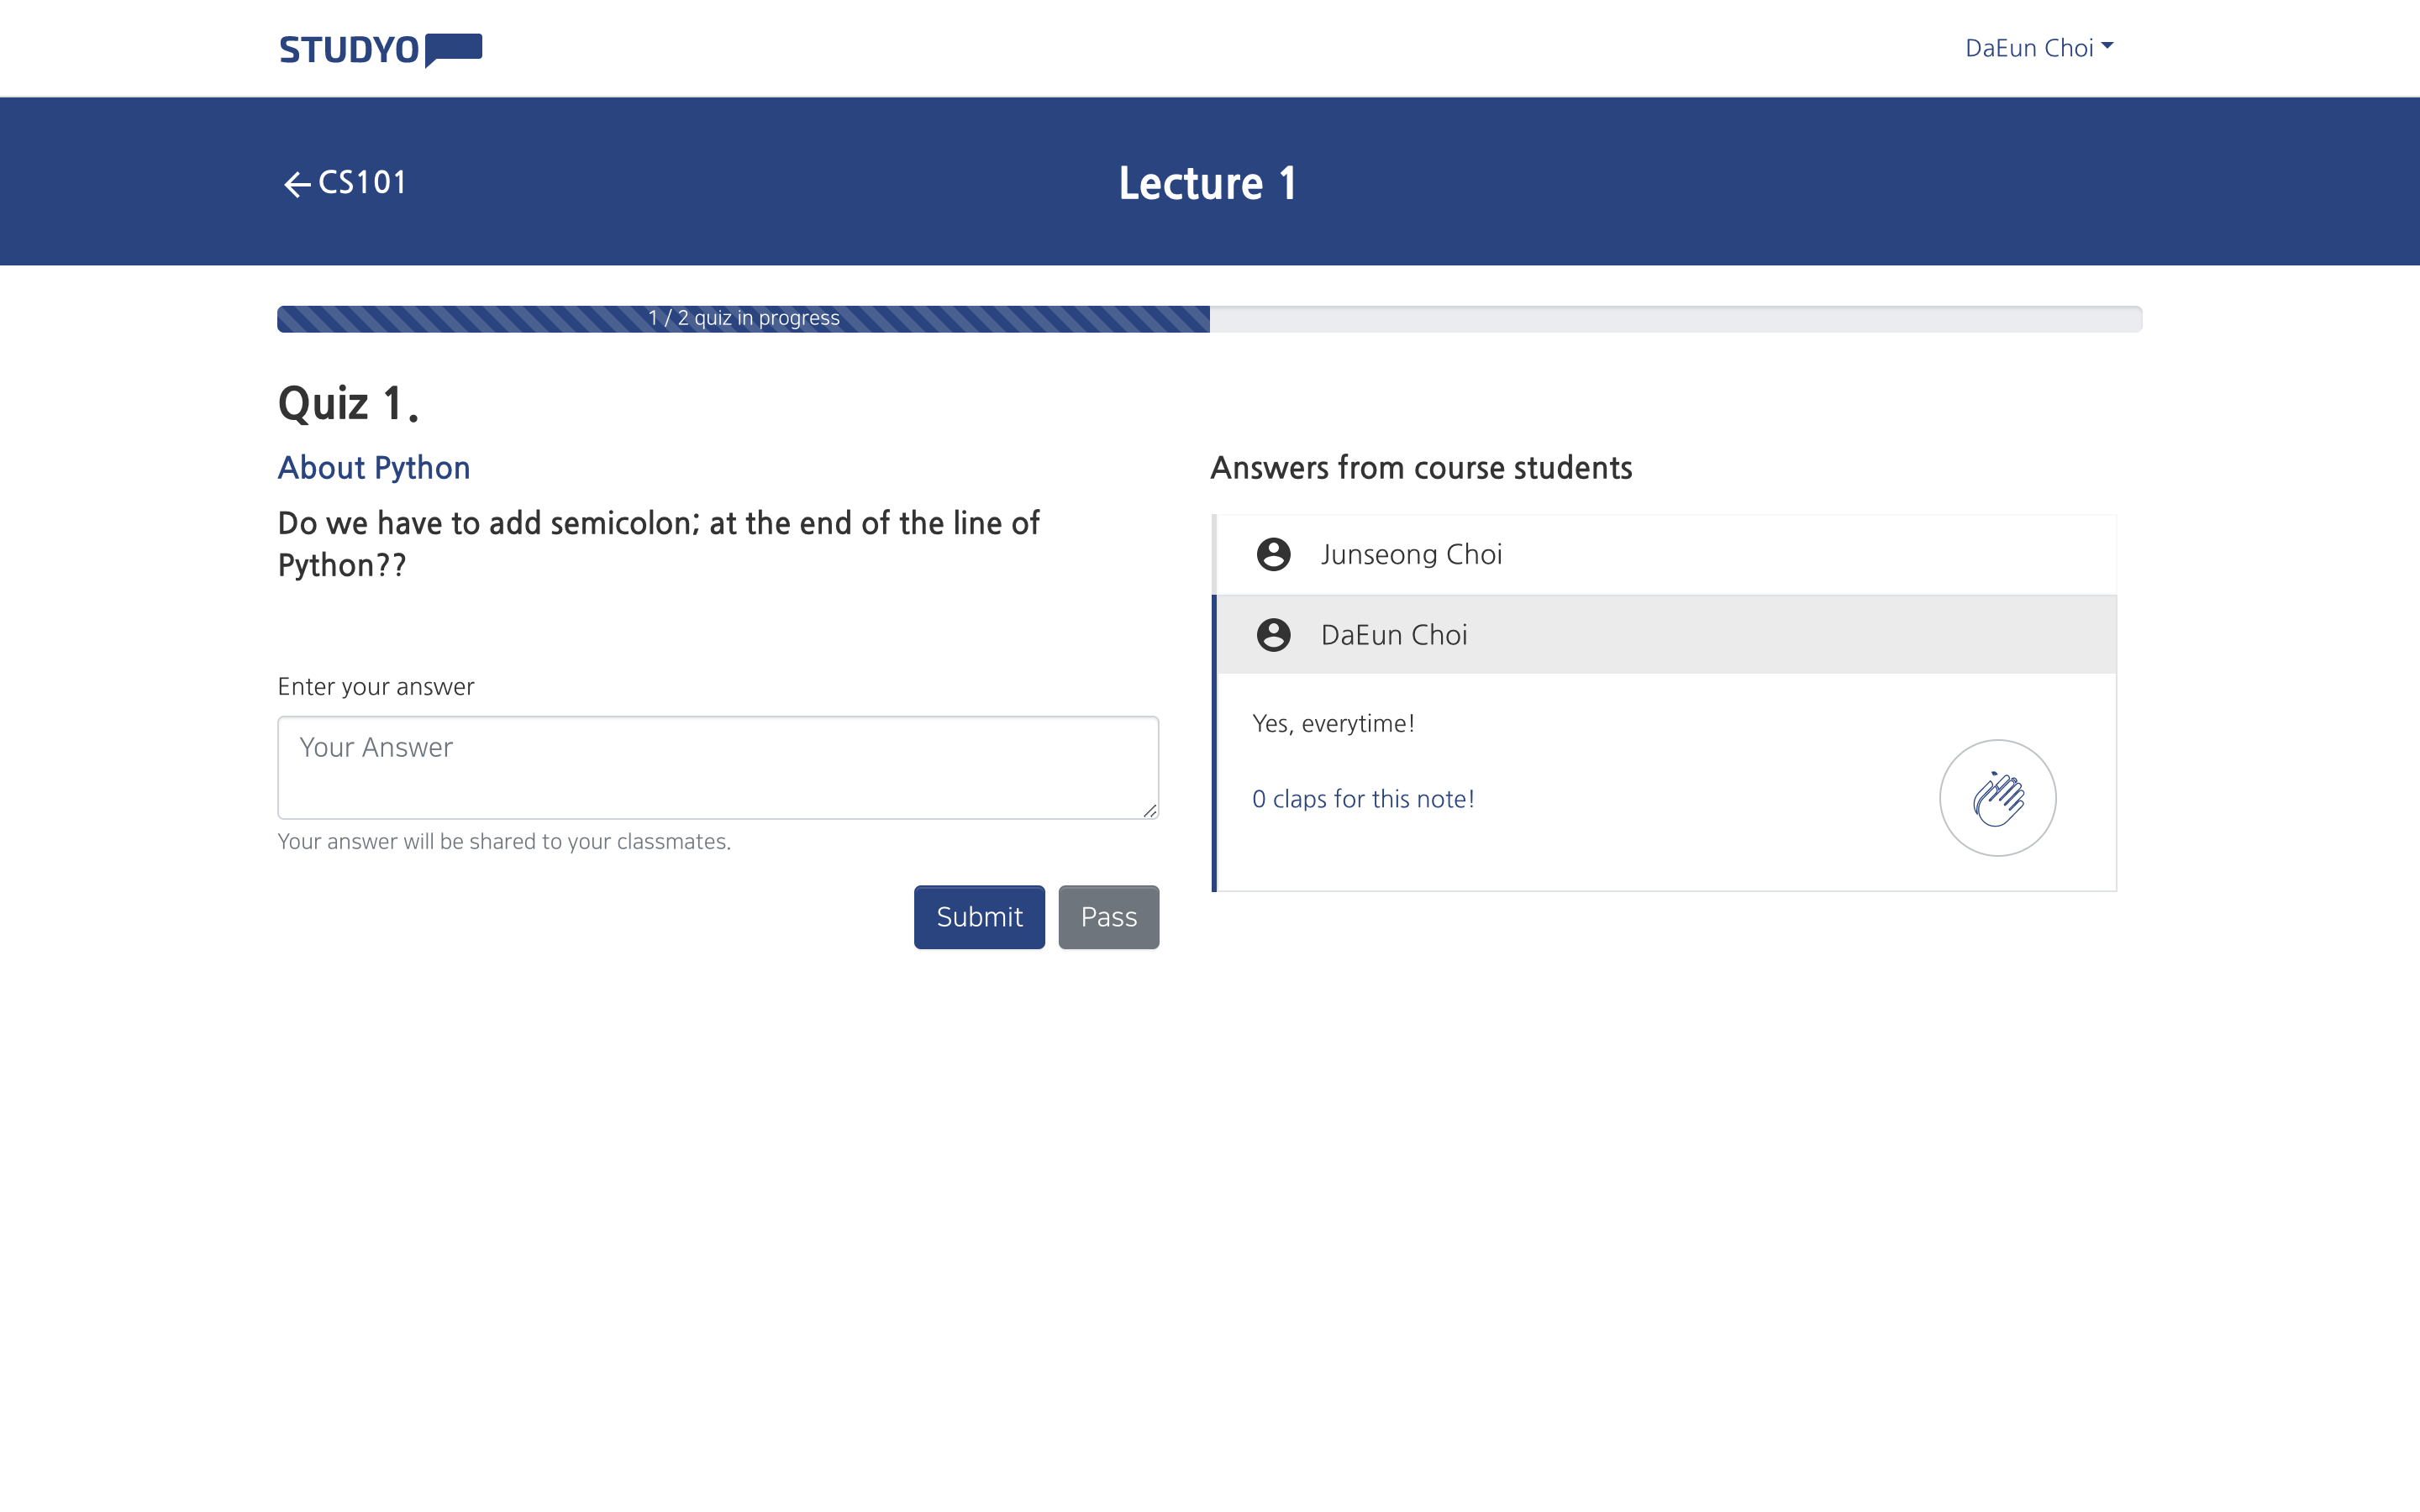 STUDYO
DaEun Choi
CS101
Lecture 1
1 / 2 quiz in progress
Quiz 1.
About Python
Do we have to add semicolon; at the end of the line of
Python??
Enter your answer
Your Answer
Your answer will be shared to your classmates.
Submit
Pass
Answers from course students
Junseong Choi
DaEun Choi
Yes, everytime!
0 claps for this note!